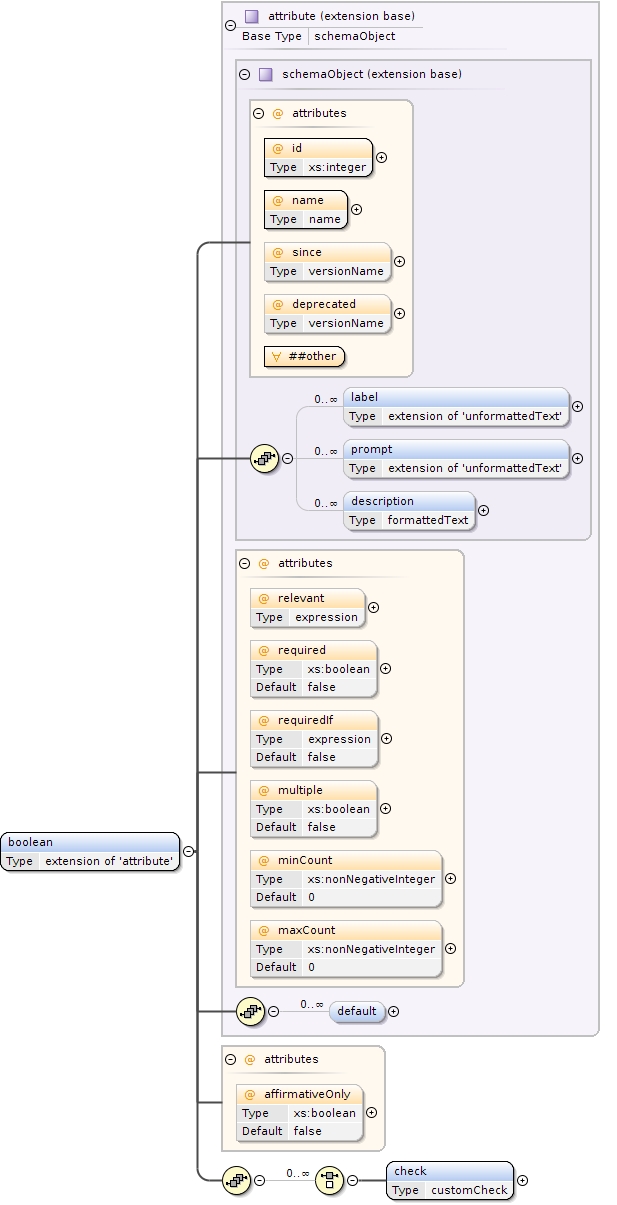 attribute (extension base)
Base Type schemaObject
schemaObject (extension base)
@ attributes
@ id
Type xs:integer
@ name
Type name
@ since
Type versionName
@ deprecated
Type versionName
∀ ##other
0..∞ label
Type extension of 'unformattedText'
0..∞ prompt
Type extension of 'unformattedText'
0..∞ description
Type formattedText
@ attributes
@ relevant
Type expression
@ required
Type xs:boolean
Default false
@ requiredIf
Type expression
Default false
@ multiple
Type xs:boolean
Default false
boolean
Type extension of 'attribute'
@ minCount
Type xs:nonNegativeInteger
Default 0
@ maxCount
Type xs:nonNegativeInteger
Default 0
0..∞ default
@ attributes
@ affirmativeOnly
Type xs:boolean
Default false
0..∞ check
Type customCheck